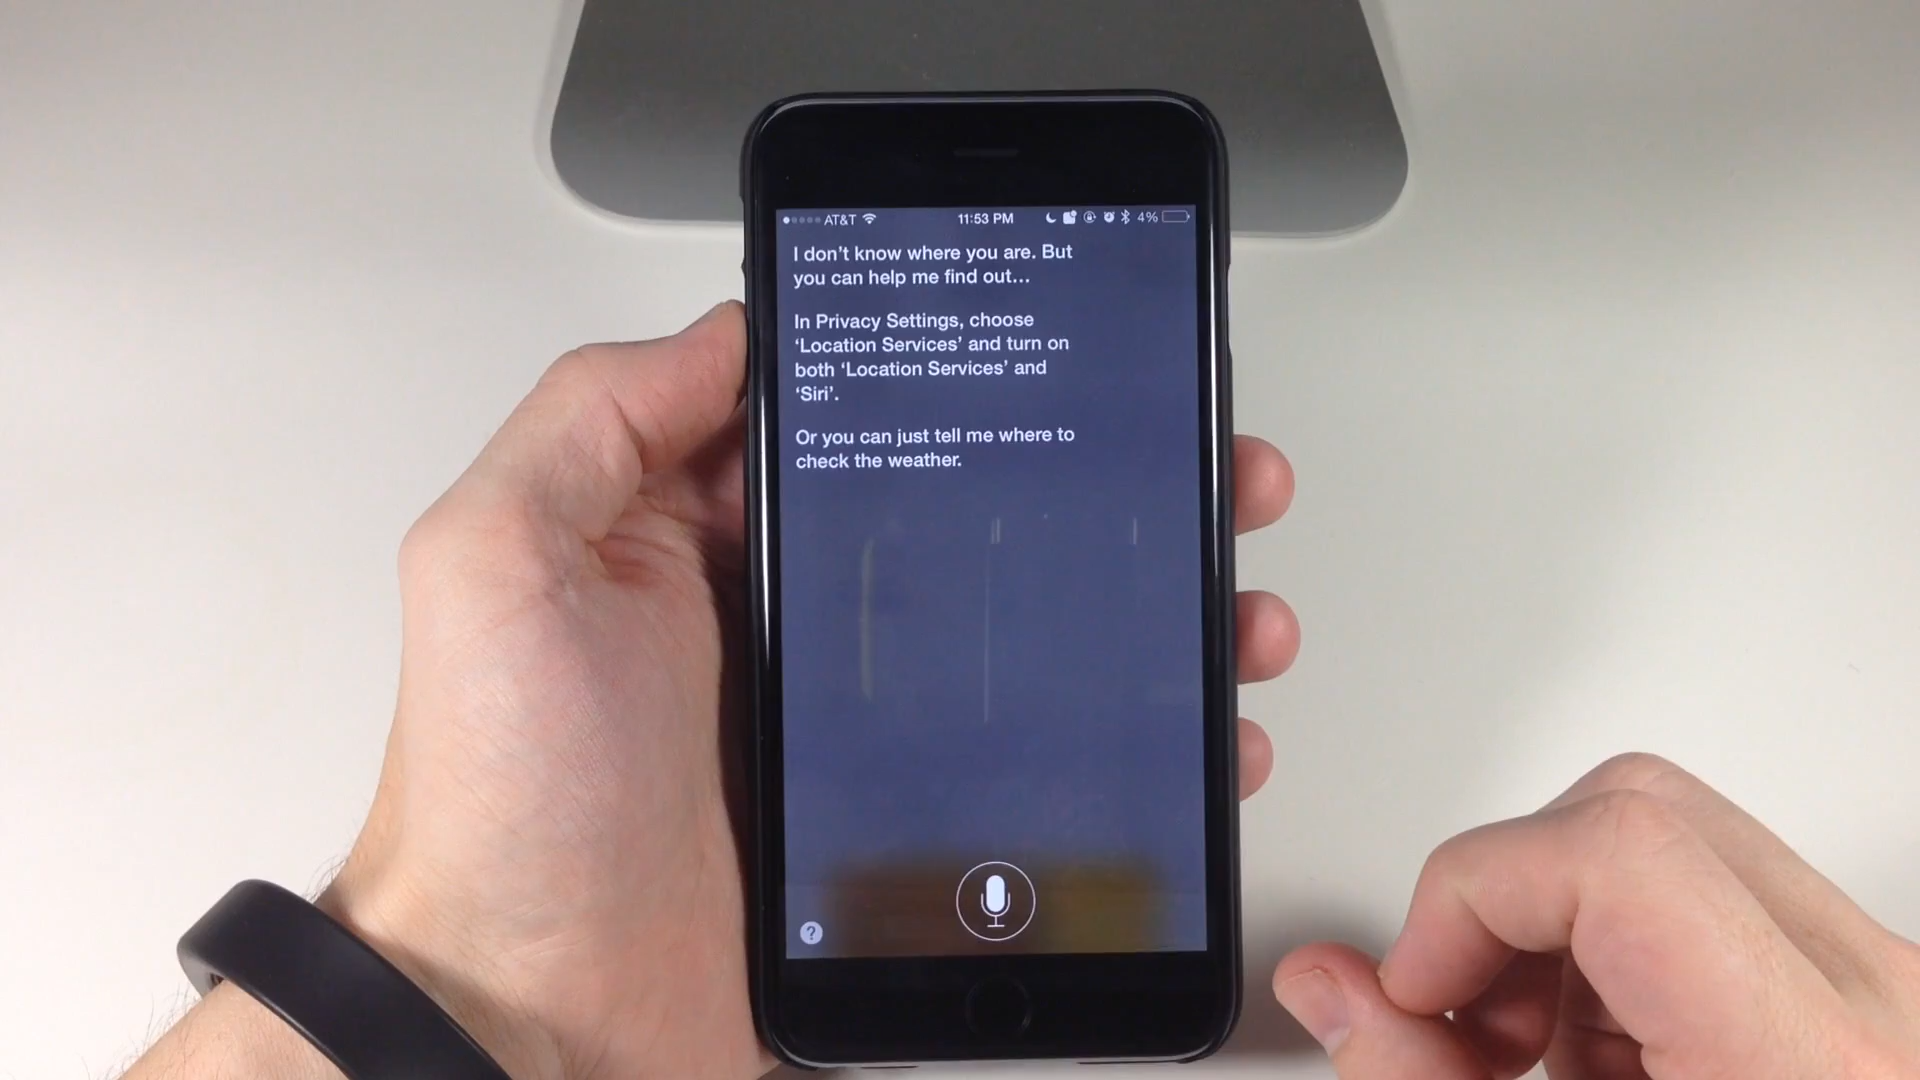 AT&T 11:53 PM 4%
I don't know where you are. But
you can help me find out...
In Privacy Settings, choose
‘Location Services’ and turn on
both ‘Location Services’ and
‘Siri’.
Or you can just tell me where to
check the weather.
?